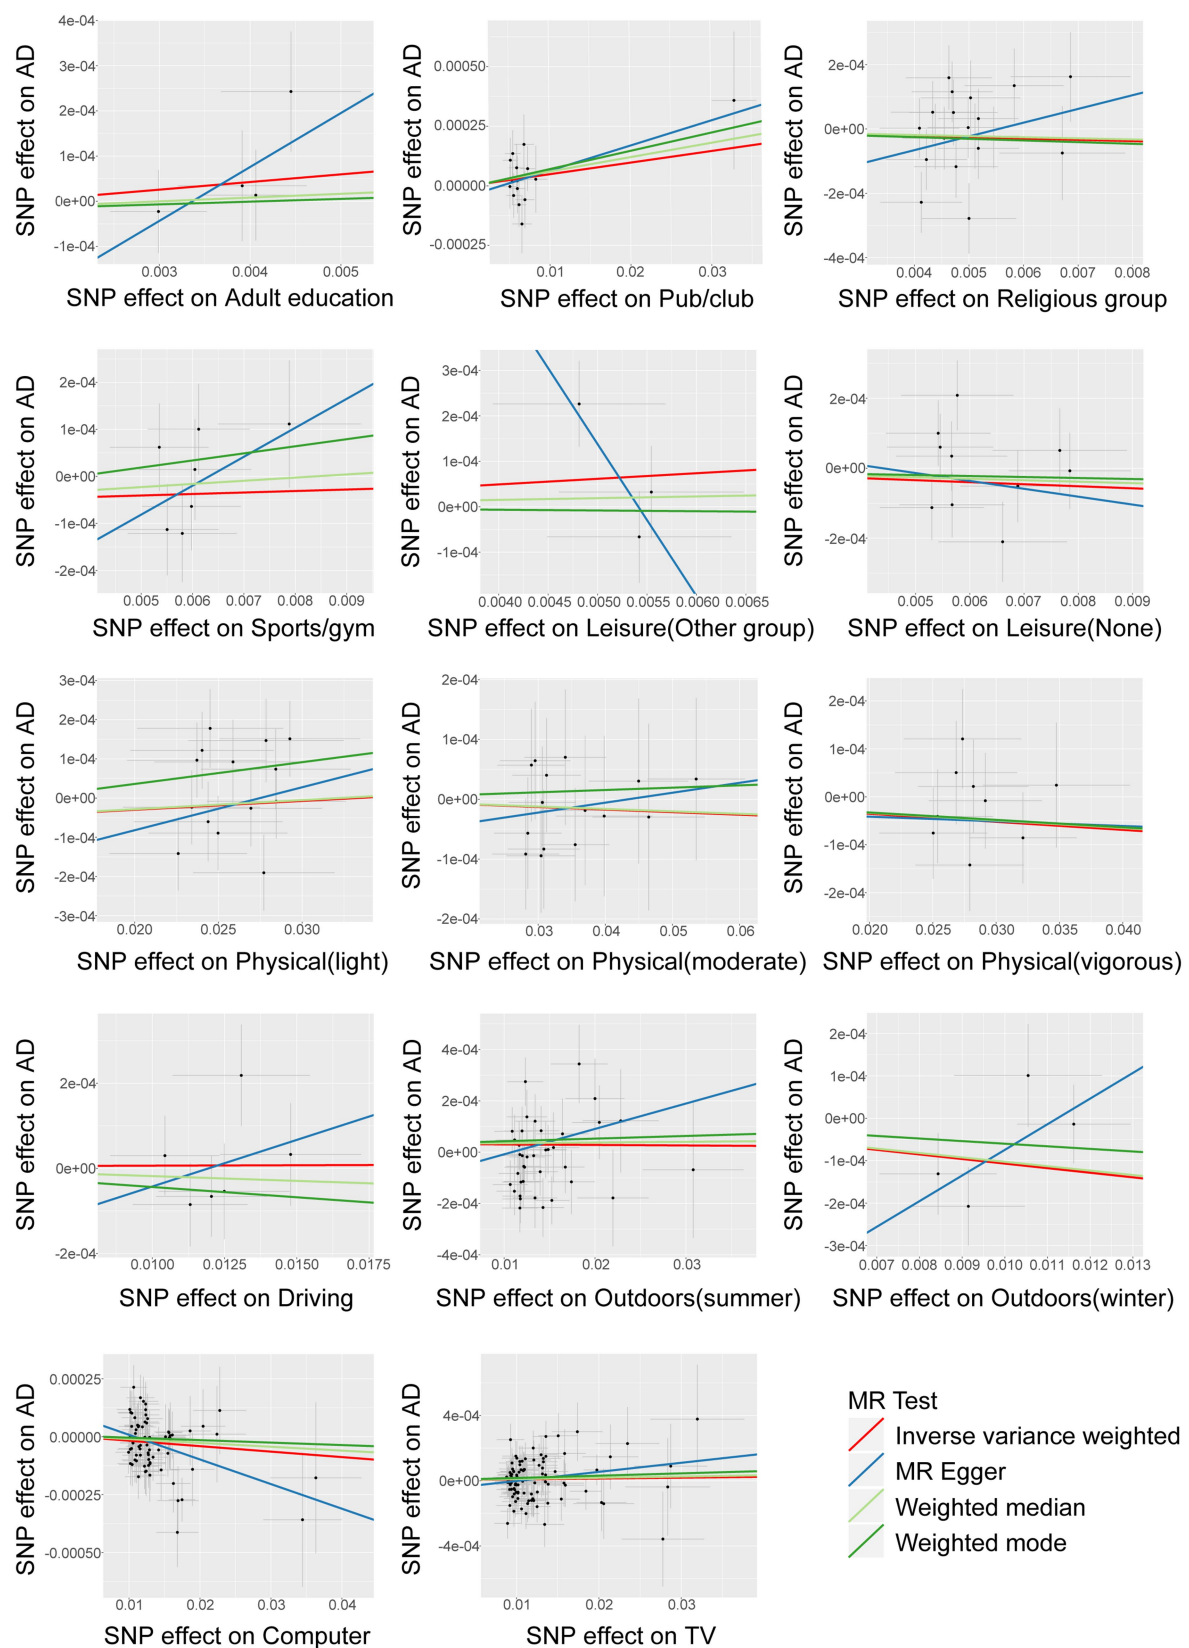 SNP effect on AD
4e-04
3e-04
2e-04
1e-04
0e+00
-1e-04
0.003 0.004 0.005
SNP effect on Adult education
SNP effect on AD
0.00050
0.00025
0.00000
-0.00025
0.01 0.02 0.03
SNP effect on Pub/club
SNP effect on AD
2e-04
0e+00
-2e-04
-4e-04
0.004 0.005 0.006 0.007 0.008
SNP effect on Religious group
SNP effect on AD
2e-04
1e-04
0e+00
-1e-04
-2e-04
0.005 0.006 0.007 0.008 0.009
SNP effect on Sports/gym
SNP effect on AD
3e-04
2e-04
1e-04
0e+00
-1e-04
0.0040 0.0045 0.0050 0.0055 0.0060 0.0065
SNP effect on Leisure(Other group)
SNP effect on AD
2e-04
0e+00
-2e-04
0.005 0.006 0.007 0.008 0.009
SNP effect on Leisure(None)
SNP effect on AD
3e-04
2e-04
1e-04
0e+00
-1e-04
-2e-04
-3e-04
0.020 0.025 0.030
SNP effect on Physical(light)
SNP effect on AD
2e-04
1e-04
0e+00
-1e-04
-2e-04
0.03 0.04 0.05 0.06
SNP effect on Physical(moderate)
SNP effect on AD
2e-04
1e-04
0e+00
-1e-04
-2e-04
0.020 0.025 0.030 0.035 0.040
SNP effect on Physical(vigorous)
SNP effect on AD
2e-04
0e+00
-2e-04
0.0100 0.0125 0.0150 0.0175
SNP effect on Driving
SNP effect on AD
4e-04
2e-04
0e+00
-2e-04
-4e-04
0.01 0.02 0.03
SNP effect on Outdoors(summer)
SNP effect on AD
2e-04
1e-04
0e+00
-1e-04
-2e-04
-3e-04
0.007 0.008 0.009 0.010 0.011 0.012 0.013
SNP effect on Outdoors(winter)
SNP effect on AD
0.00025
0.00000
-0.00025
-0.00050
0.01 0.02 0.03 0.04
SNP effect on Computer
SNP effect on AD
4e-04
0e+00
-4e-04
0.01 0.02 0.03
SNP effect on TV
MR Test
Inverse variance weighted
MR Egger
Weighted median
Weighted mode